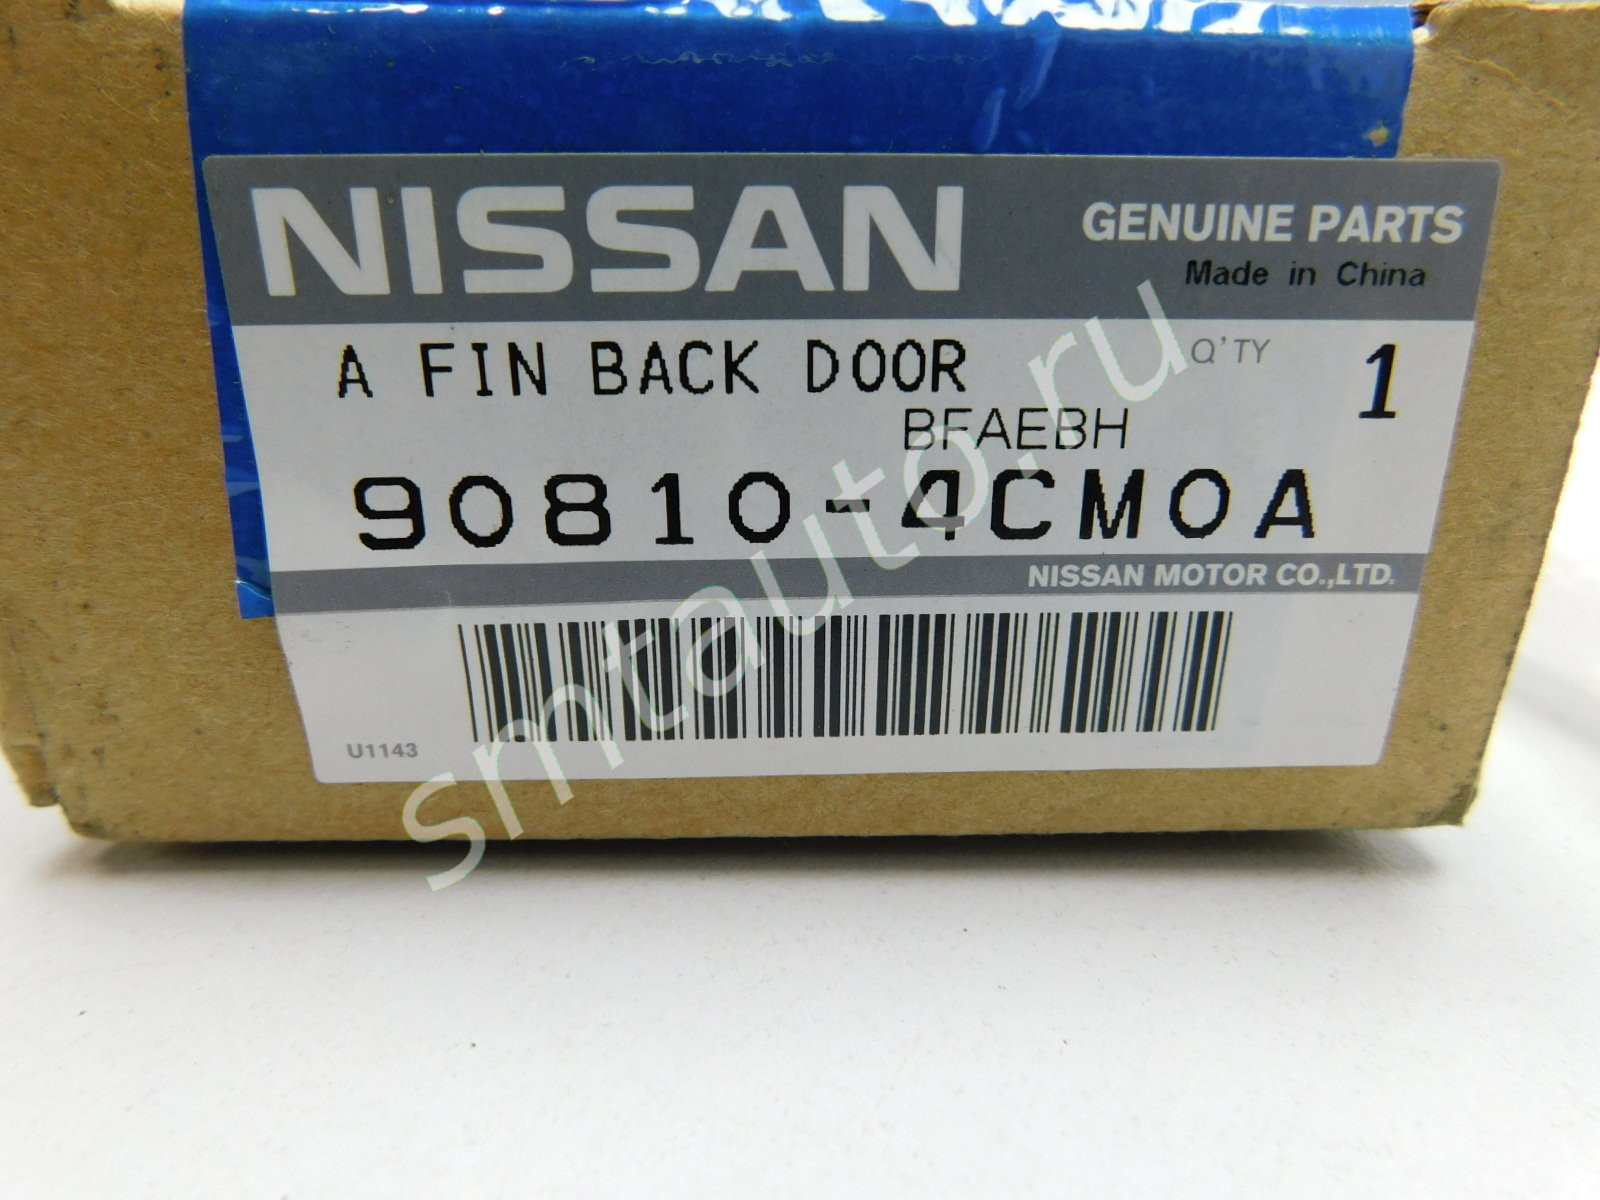 NISSAN
GENUINE PARTS
Made in China
A FIN BACK DOOR
Q'TY 1
BFAEBH
90810-4CM0A
NISSAN MOTOR CO.,LTD.
U1143
smtauto.ru